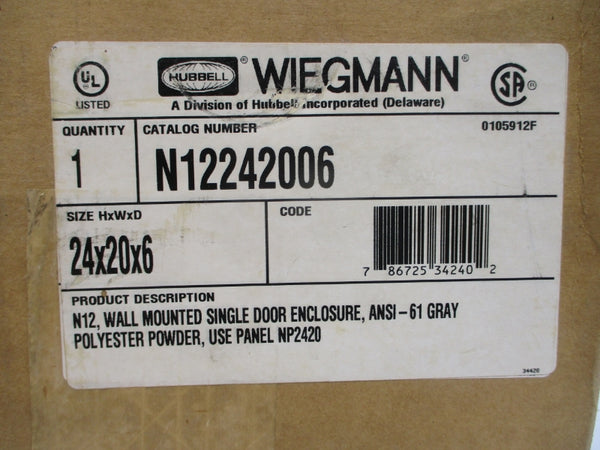 UL
LISTED
HUBBELL® WIEGMANN®
A Division of Hubbell Incorporated (Delaware)
SA®
QUANTITY
1
CATALOG NUMBER
0105912F
N12242006
SIZE HxWxD
24x20x6
CODE
7 86725 34240 2
PRODUCT DESCRIPTION
N12, WALL MOUNTED SINGLE DOOR ENCLOSURE, ANSI-61 GRAY
POLYESTER POWDER, USE PANEL NP2420
34420